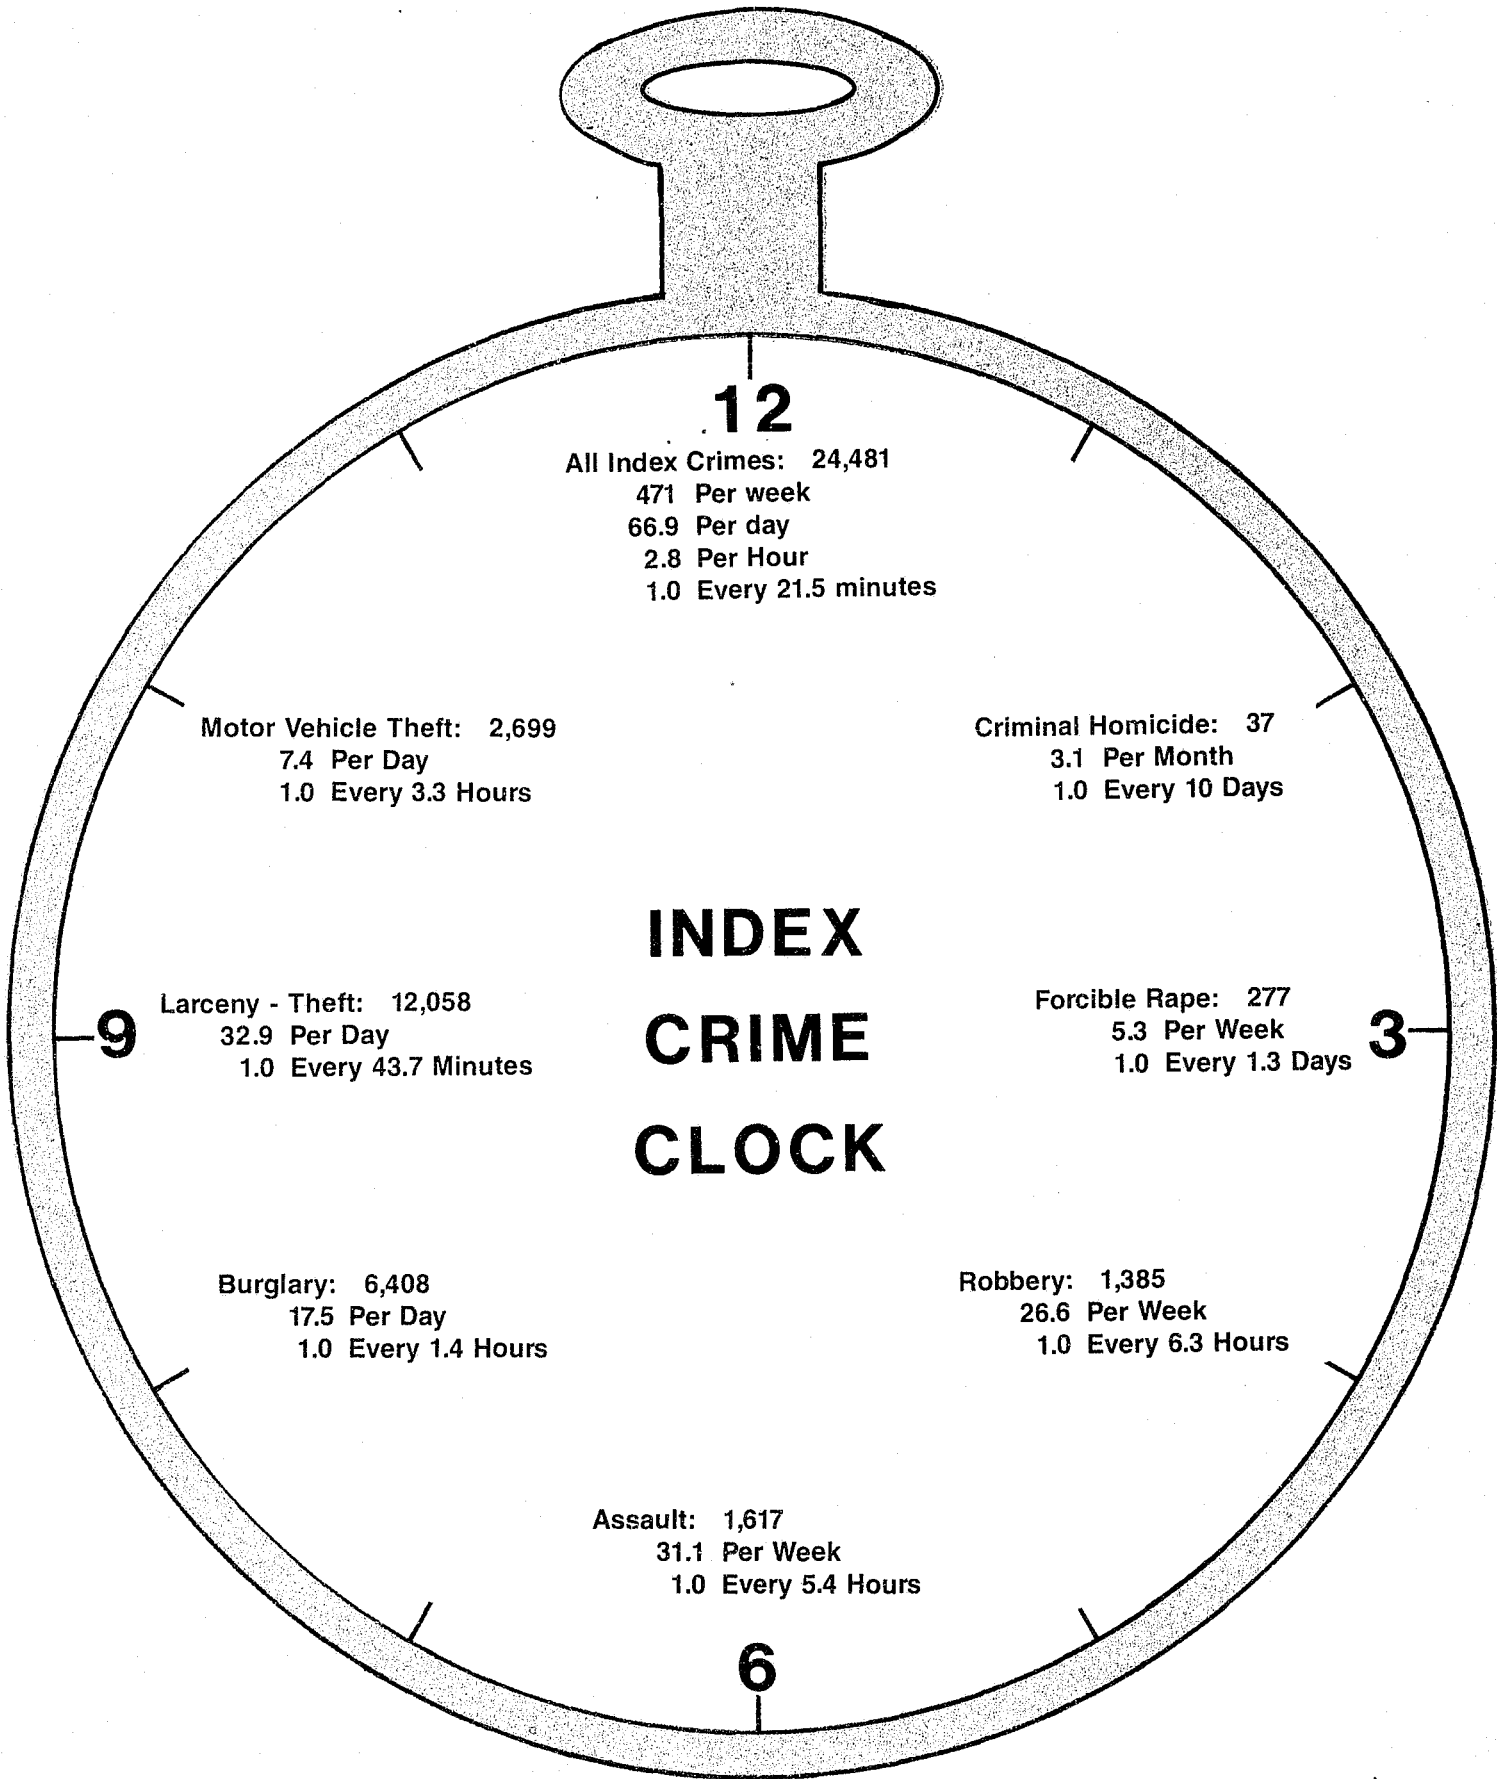 12
All Index Crimes: 24,481
471 Per week
66.9 Per day
2.8 Per Hour
1.0 Every 21.5 minutes
Motor Vehicle Theft: 2,699
7.4 Per Day
1.0 Every 3.3 Hours
Criminal Homicide: 37
3.1 Per Month
1.0 Every 10 Days
INDEX
CRIME
CLOCK
9
Larceny - Theft: 12,058
32.9 Per Day
1.0 Every 43.7 Minutes
Forcible Rape: 277
5.3 Per Week
1.0 Every 1.3 Days
3
Burglary: 6,408
17.5 Per Day
1.0 Every 1.4 Hours
Robbery: 1,385
26.6 Per Week
1.0 Every 6.3 Hours
Assault: 1,617
31.1 Per Week
1.0 Every 5.4 Hours
6